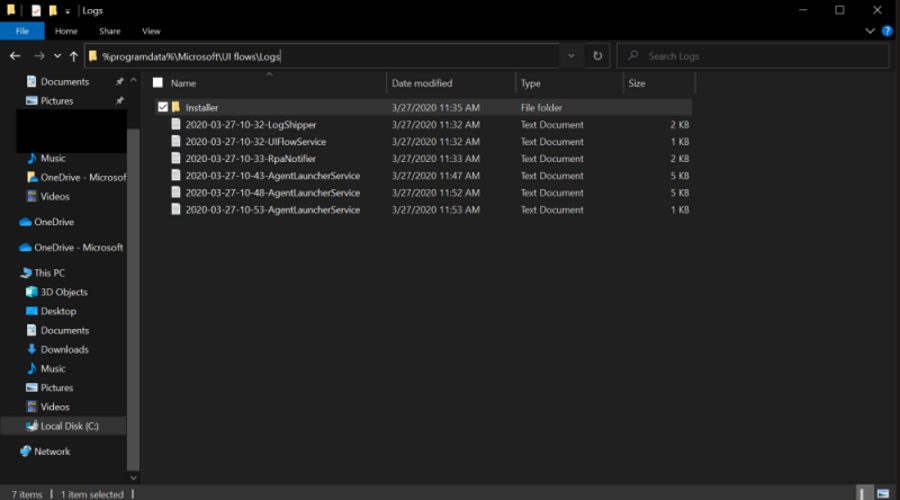 Logs
File Home Share View
%programdata%\Microsoft\UI flows\Logs Search Logs
Documents
Pictures
Music
OneDrive - Microsof
Videos
OneDrive
OneDrive - Microsoft
This PC
3D Objects
Desktop
Documents
Downloads
Music
Pictures
Videos
Local Disk (C:)
Network
Name Date modified Type Size
Installer 3/27/2020 11:35 AM File folder
2020-03-27-10-32-LogShipper 3/27/2020 11:32 AM Text Document 2 KB
2020-03-27-10-32-UIFlowService 3/27/2020 11:32 AM Text Document 1 KB
2020-03-27-10-33-RpaNotifier 3/27/2020 11:33 AM Text Document 2 KB
2020-03-27-10-43-AgentLauncherService 3/27/2020 11:47 AM Text Document 5 KB
2020-03-27-10-48-AgentLauncherService 3/27/2020 11:52 AM Text Document 5 KB
2020-03-27-10-53-AgentLauncherService 3/27/2020 11:53 AM Text Document 1 KB
7 items 1 item selected